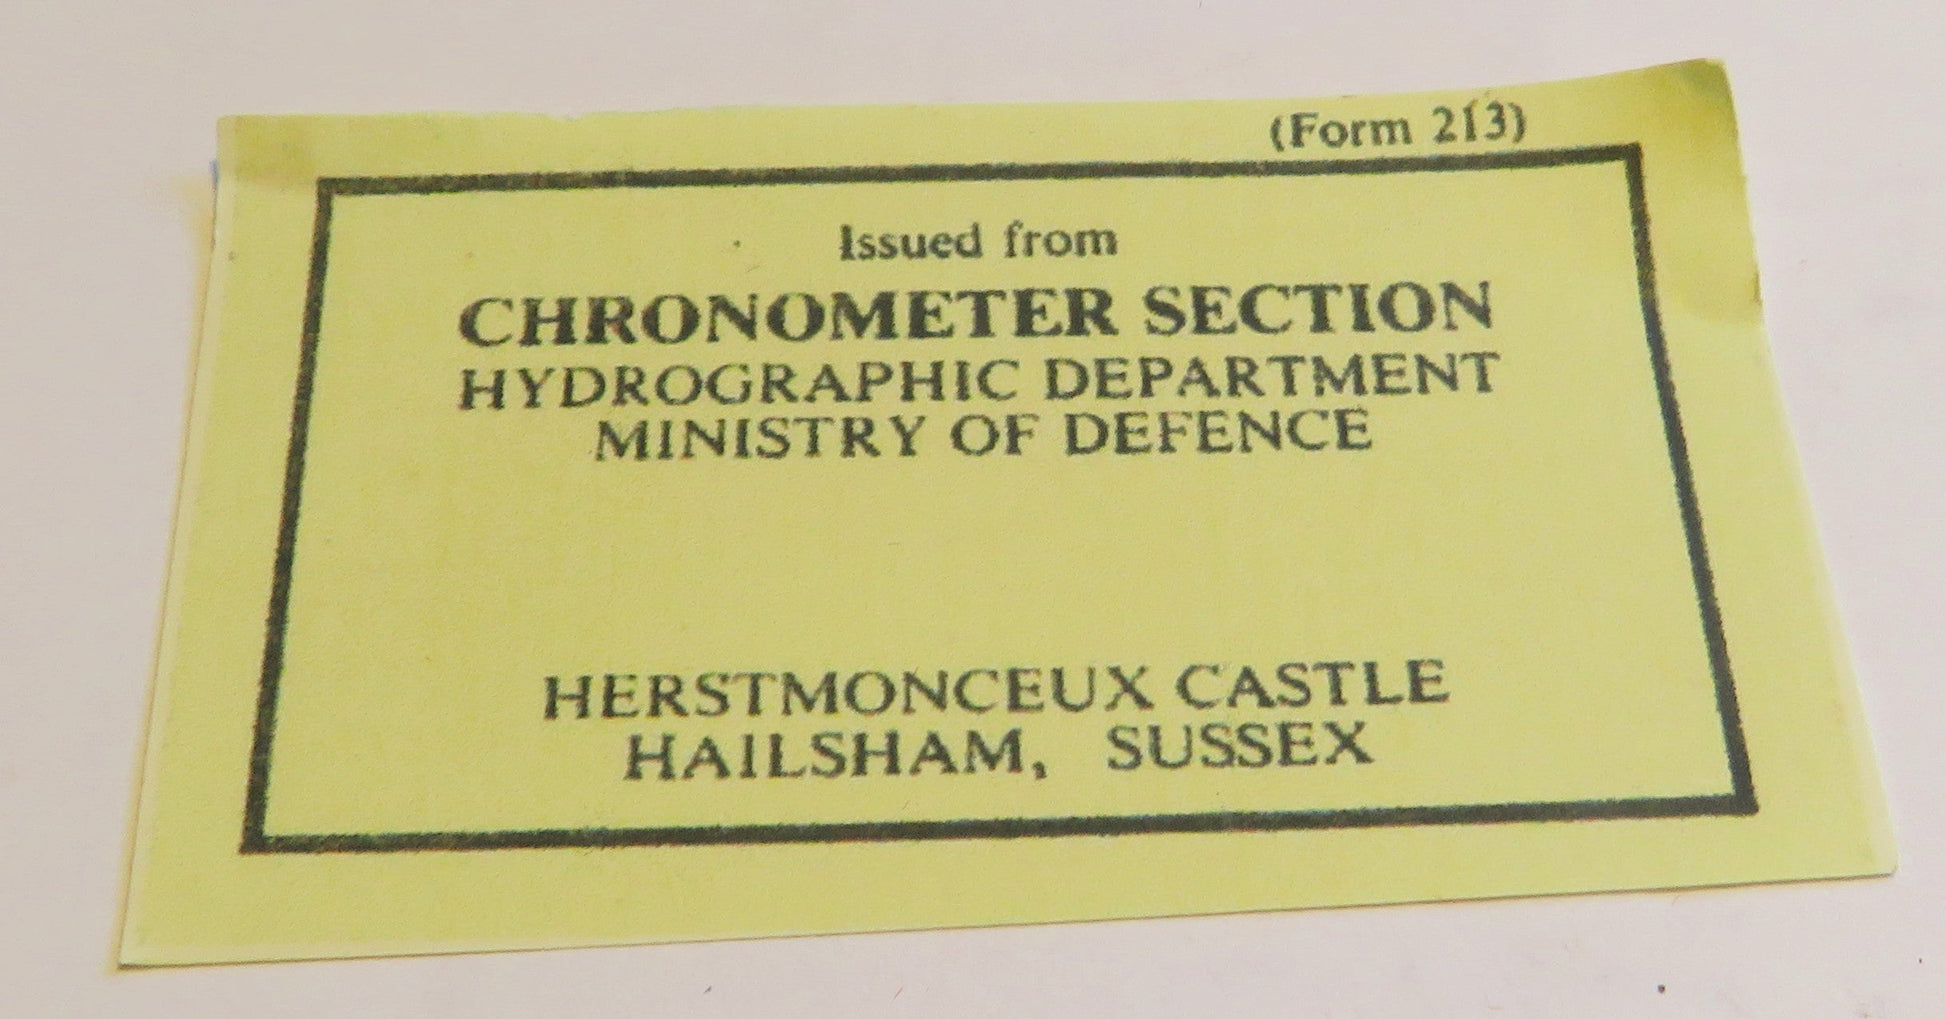 (Form 213)
Issued from
CHRONOMETER SECTION
HYDROGRAPHIC DEPARTMENT
MINISTRY OF DEFENCE
HERSTMONCEUX CASTLE
HAILSHAM, SUSSEX